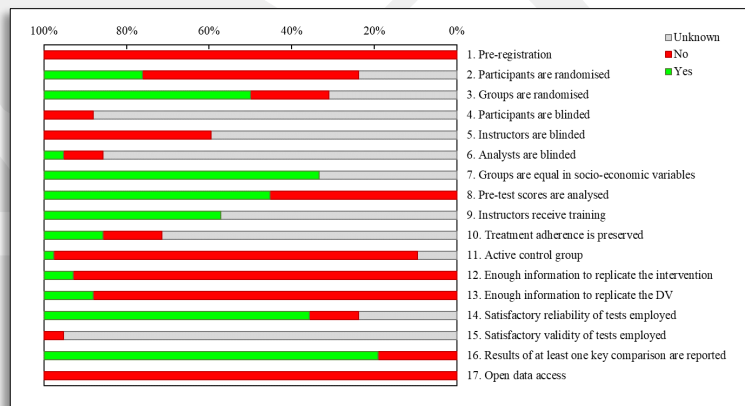 100% 80% 60% 40% 20% 0%
Unknown
No
Yes
1. Pre-registration
2. Participants are randomised
3. Groups are randomised
4. Participants are blinded
5. Instructors are blinded
6. Analysts are blinded
7. Groups are equal in socio-economic variables
8. Pre-test scores are analysed
9. Instructors receive training
10. Treatment adherence is preserved
11. Active control group
12. Enough information to replicate the intervention
13. Enough information to replicate the DV
14. Satisfactory reliability of tests employed
15. Satisfactory validity of tests employed
16. Results of at least one key comparison are reported
17. Open data access